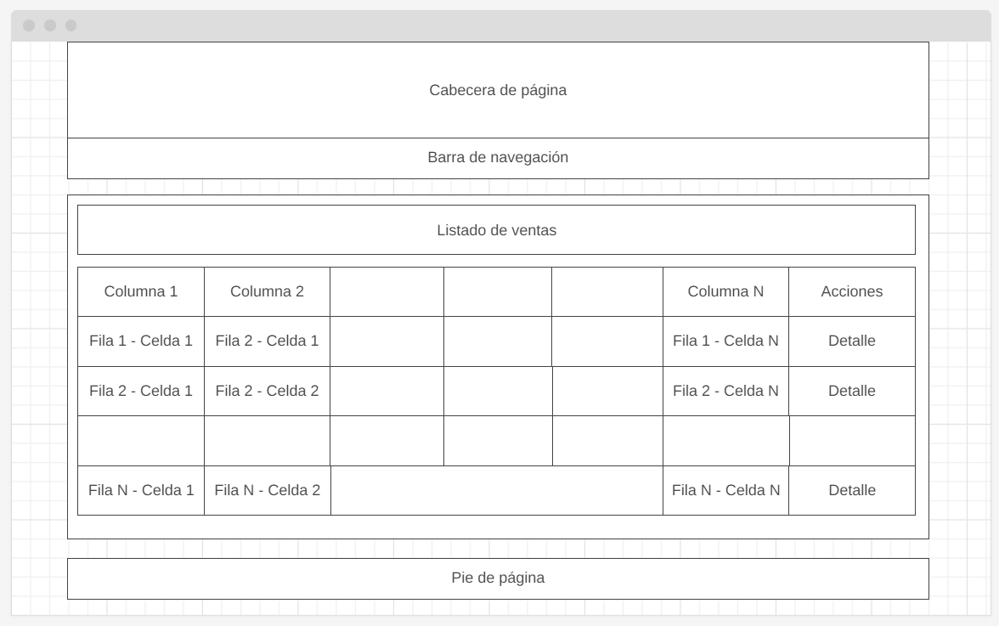 Cabecera de página
Barra de navegación
Listado de ventas
Columna 1 Columna 2 Columna N Acciones
Fila 1 - Celda 1 Fila 2 - Celda 1 Fila 1 - Celda N Detalle
Fila 2 - Celda 1 Fila 2 - Celda 2 Fila 2 - Celda N Detalle
Fila N - Celda 1 Fila N - Celda 2 Fila N - Celda N Detalle
Pie de página